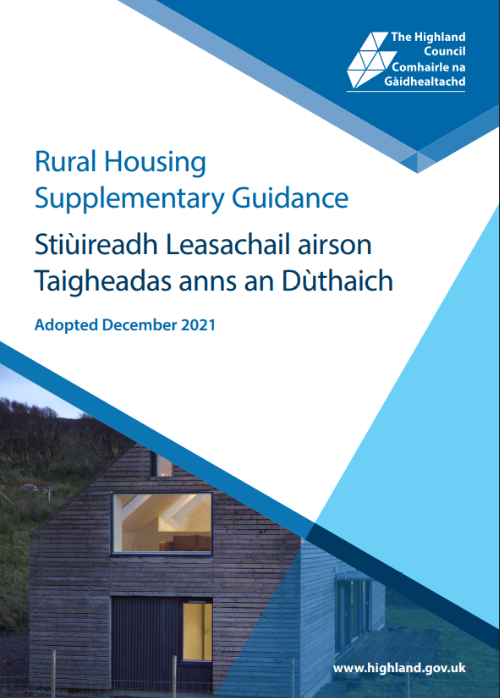 The Highland
Council
Comhairle na
Gàidhealtachd
Rural Housing
Supplementary Guidance
Stiùireadh Leasachail airson
Taigheadas anns an Dùthaich
Adopted December 2021
www.highland.gov.uk